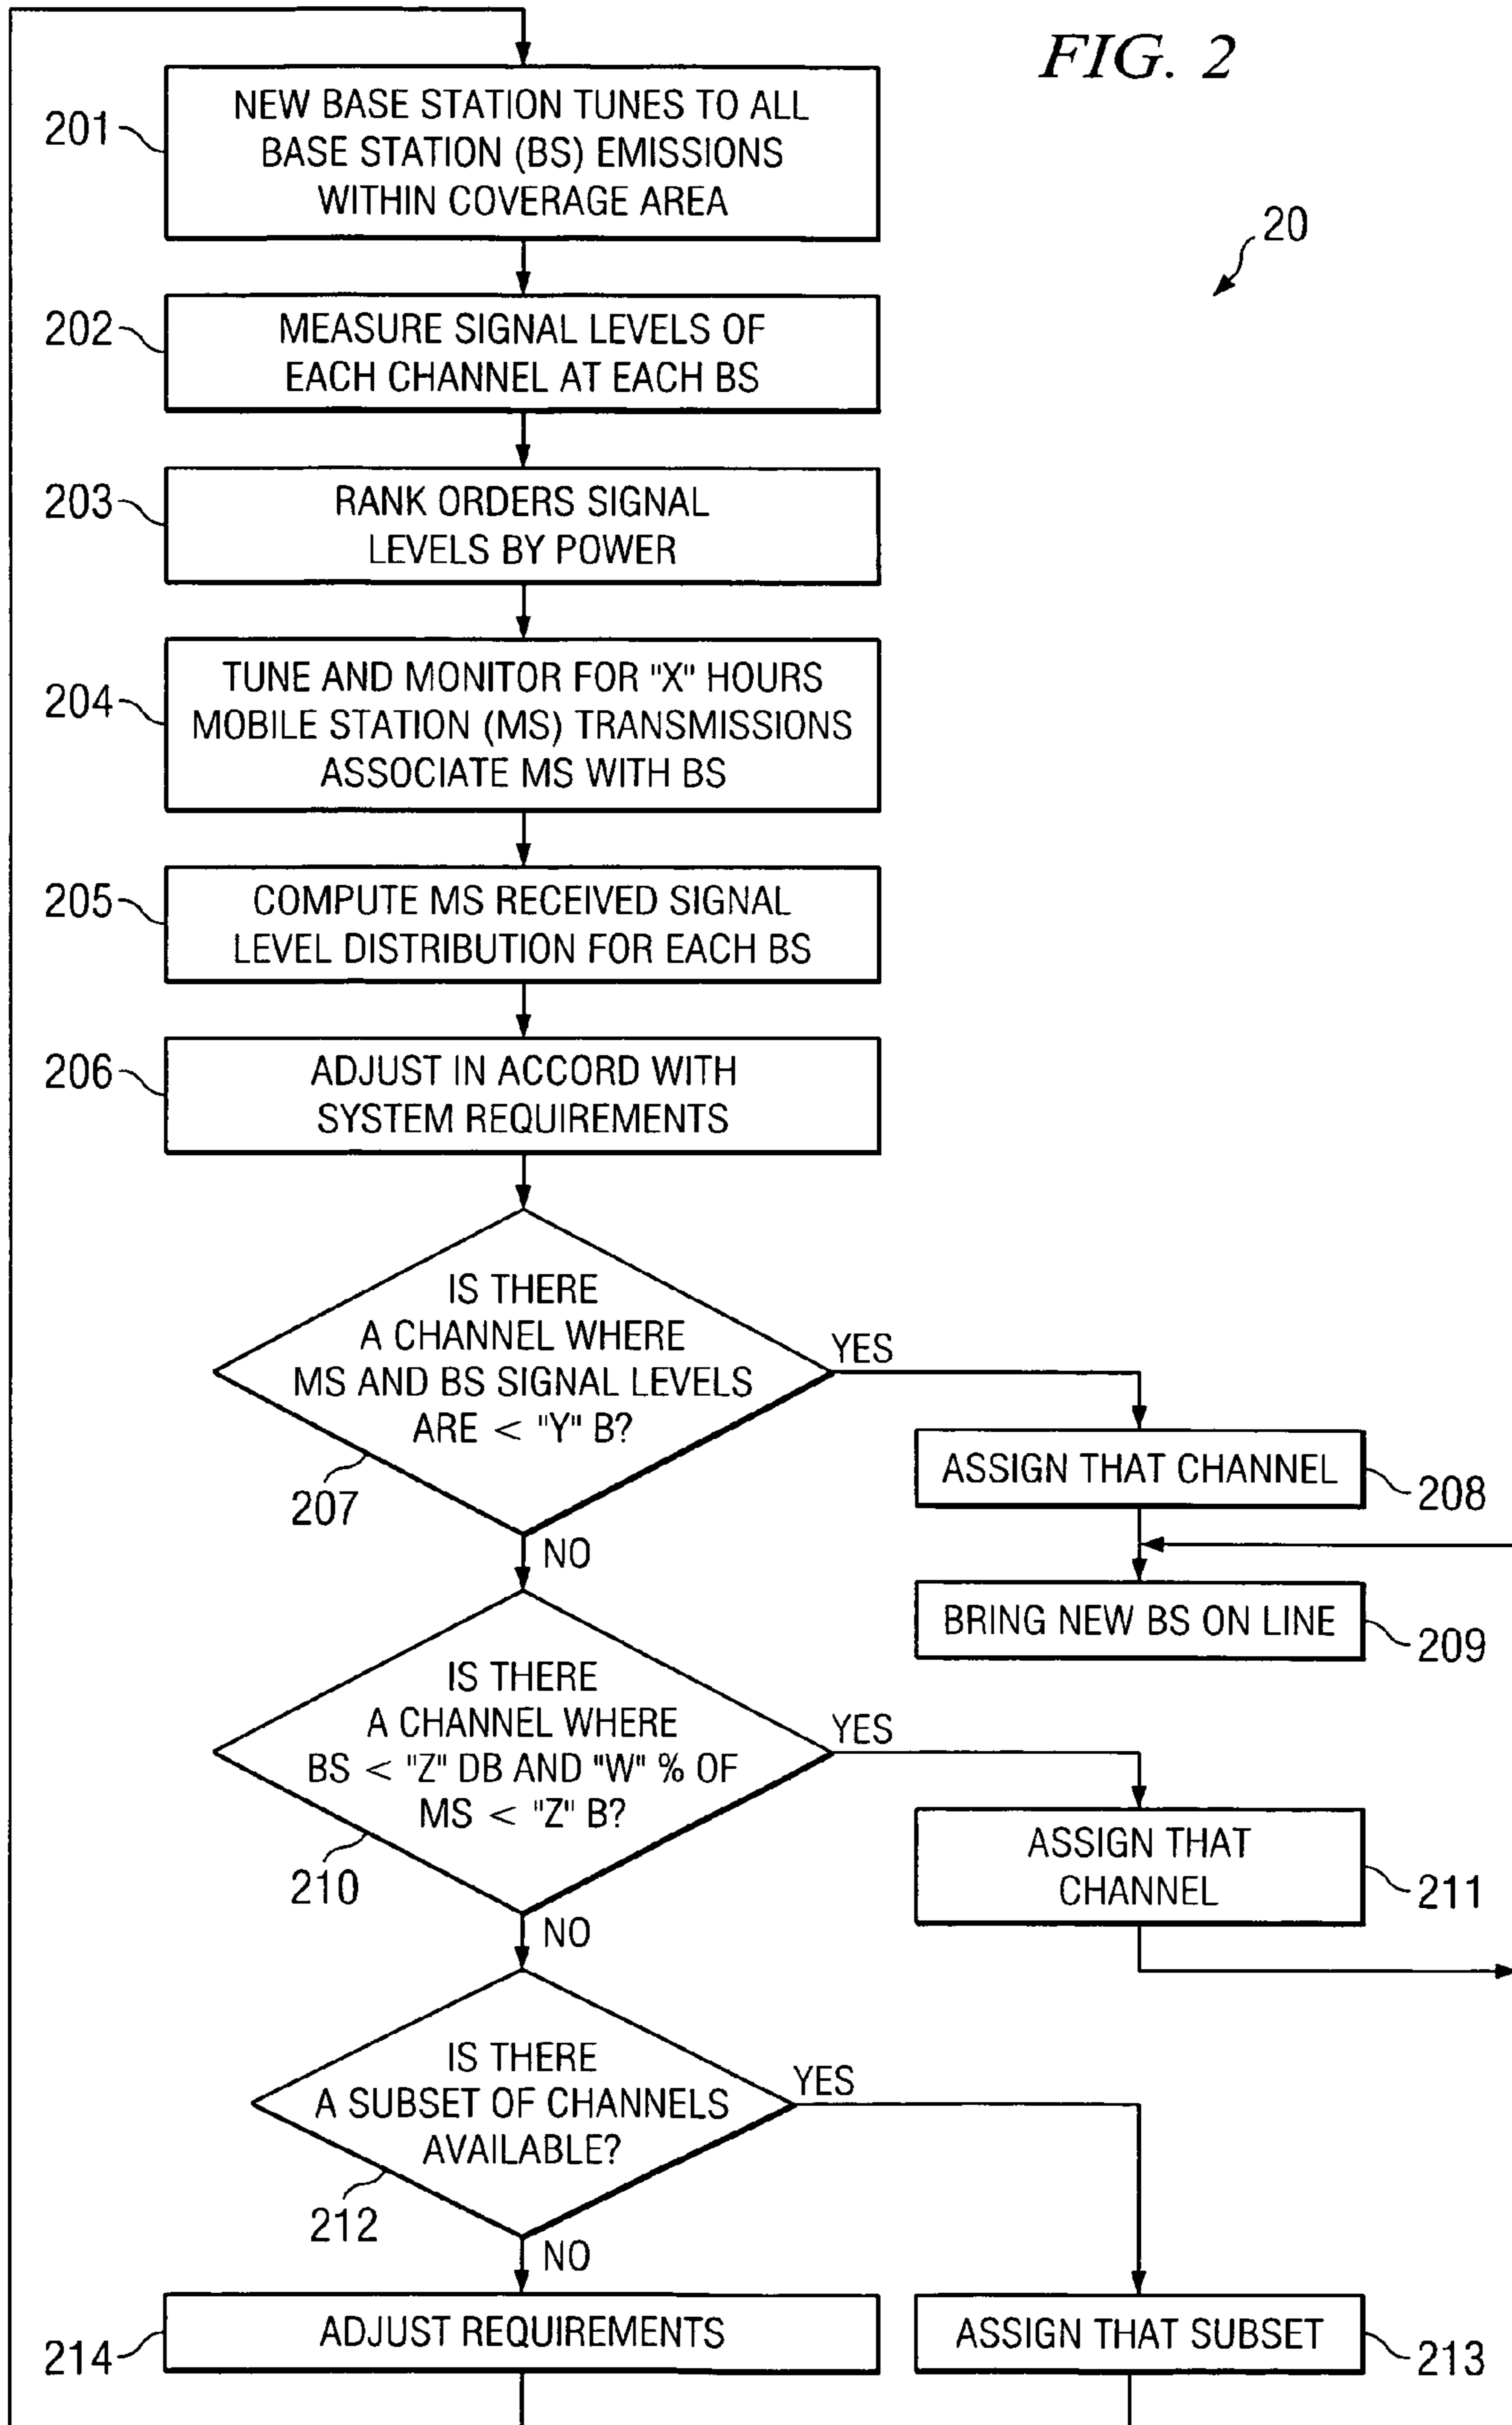 FIG. 2
20
201
NEW BASE STATION TUNES TO ALL
BASE STATION (BS) EMISSIONS
WITHIN COVERAGE AREA
202
MEASURE SIGNAL LEVELS OF
EACH CHANNEL AT EACH BS
203
RANK ORDERS SIGNAL
LEVELS BY POWER
204
TUNE AND MONITOR FOR "X" HOURS
MOBILE STATION (MS) TRANSMISSIONS
ASSOCIATE MS WITH BS
205
COMPUTE MS RECEIVED SIGNAL
LEVEL DISTRIBUTION FOR EACH BS
206
ADJUST IN ACCORD WITH
SYSTEM REQUIREMENTS
IS THERE
A CHANNEL WHERE
MS AND BS SIGNAL LEVELS
ARE < "Y" B?
207
YES
NO
ASSIGN THAT CHANNEL
208
BRING NEW BS ON LINE
209
IS THERE
A CHANNEL WHERE
BS < "Z" DB AND "W" % OF
MS < "Z" B?
210
YES
NO
ASSIGN THAT
CHANNEL
211
IS THERE
A SUBSET OF CHANNELS
AVAILABLE?
212
YES
NO
214
ADJUST REQUIREMENTS
ASSIGN THAT SUBSET
213